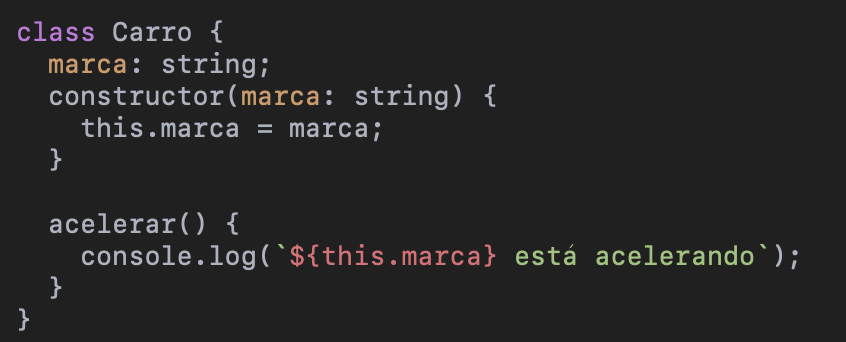 class Carro {
  marca: string;
  constructor(marca: string) {
    this.marca = marca;
  }

  acelerar() {
    console.log(`${this.marca} está acelerando`);
  }
}